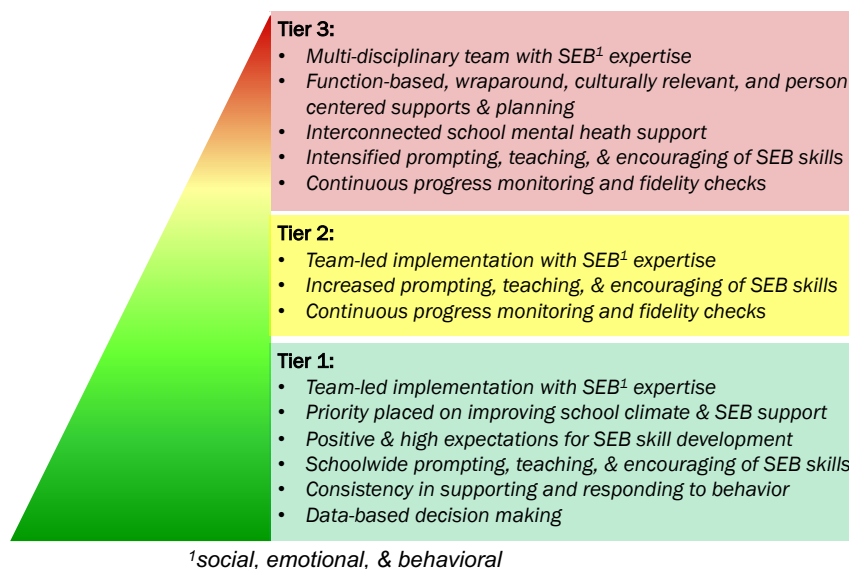 Tier 3:
• Multi-disciplinary team with SEB¹ expertise
• Function-based, wraparound, culturally relevant, and person
centered supports & planning
• Interconnected school mental heath support
• Intensified prompting, teaching, & encouraging of SEB skills
• Continuous progress monitoring and fidelity checks
Tier 2:
• Team-led implementation with SEB¹ expertise
• Increased prompting, teaching, & encouraging of SEB skills
• Continuous progress monitoring and fidelity checks
Tier 1:
• Team-led implementation with SEB¹ expertise
• Priority placed on improving school climate & SEB support
• Positive & high expectations for SEB skill development
• Schoolwide prompting, teaching, & encouraging of SEB skills
• Consistency in supporting and responding to behavior
• Data-based decision making
¹social, emotional, & behavioral